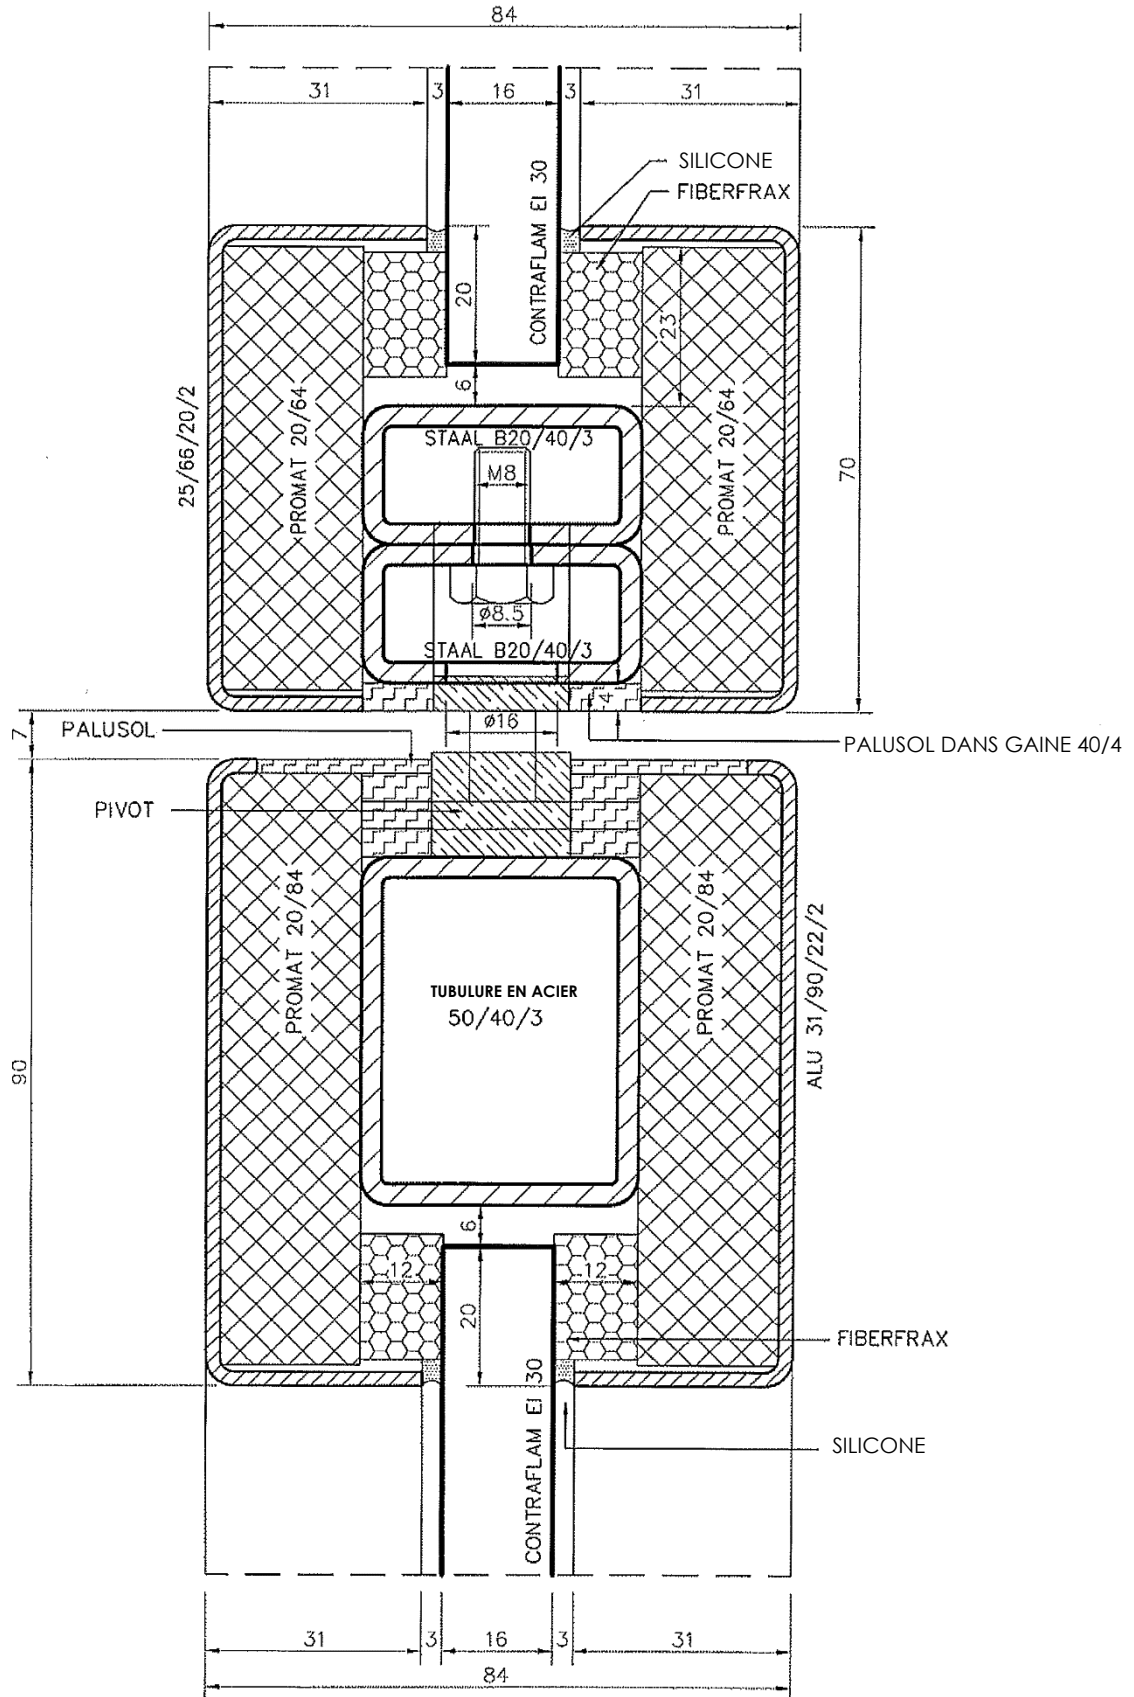 84
31 3 16 3 31
SILICONE
FIBERFRAX
CONTRAFLAM EI 30
20
23
6
25/66/20/2
PROMAT 20/64
STAAL B20/40/3
M8
PROMAT 20/64
70
ø8.5
STAAL B20/40/3
4
7
PALUSOL
ø16
PALUSOL DANS GAINE 40/4
PIVOT
PROMAT 20/84
PROMAT 20/84
ALU 31/90/22/2
TUBULURE EN ACIER
50/40/3
90
6
12
12
20
FIBERFRAX
CONTRAFLAM EI 30
SILICONE
31 3 16 3 31
84